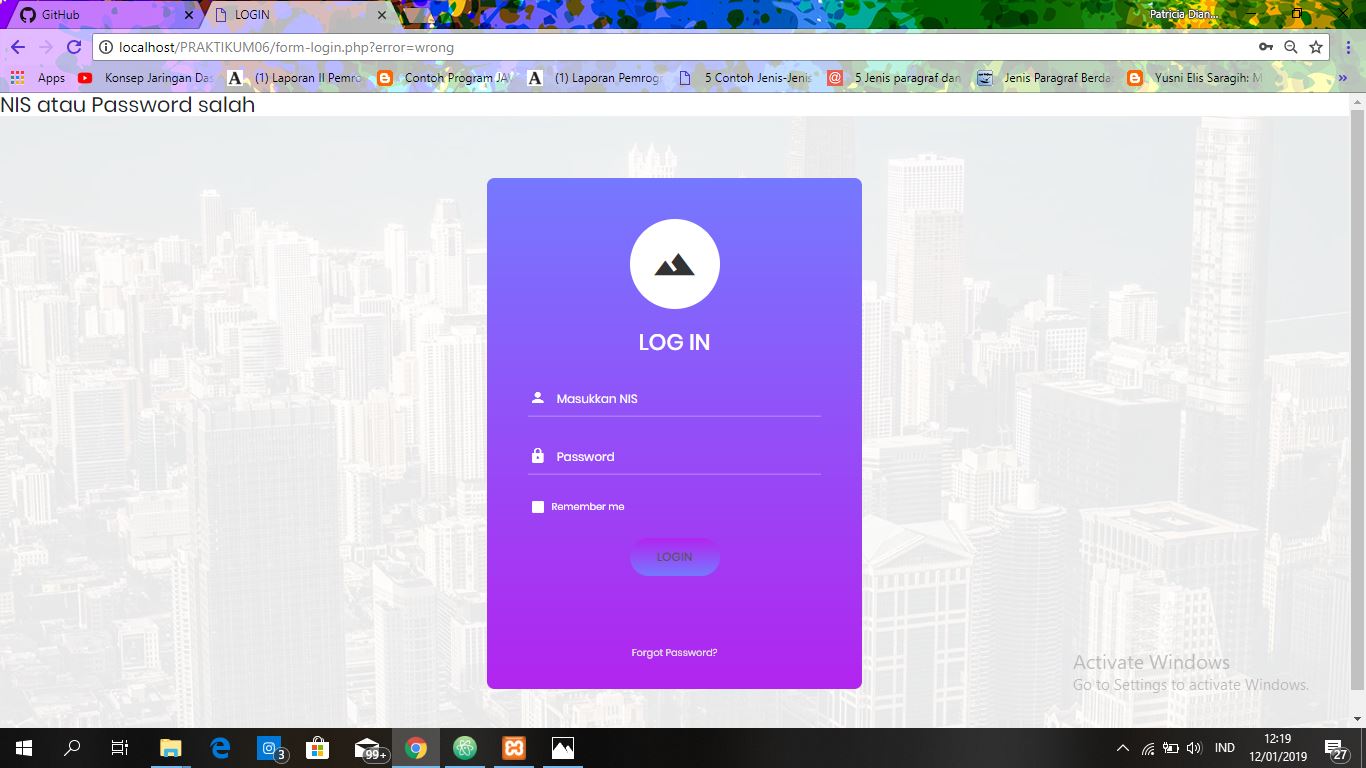 GitHub
LOGIN
Patricia Dian...
localhost/PRAKTIKUM06/form-login.php?error=wrong
Apps
Konsep Jaringan Das
(1) Laporan II Pemro
Contoh Program JA
(1) Laporan Pemrog
5 Contoh Jenis-Jenis
5 Jenis paragraf dan
Jenis Paragraf Berda
Yusni Elis Saragih: M
»
NIS atau Password salah
LOG IN
Masukkan NIS
Password
Remember me
LOGIN
Forgot Password?
Activate Windows
Go to Settings to activate Windows.
3
99+
IND
12:19
12/01/2019
27